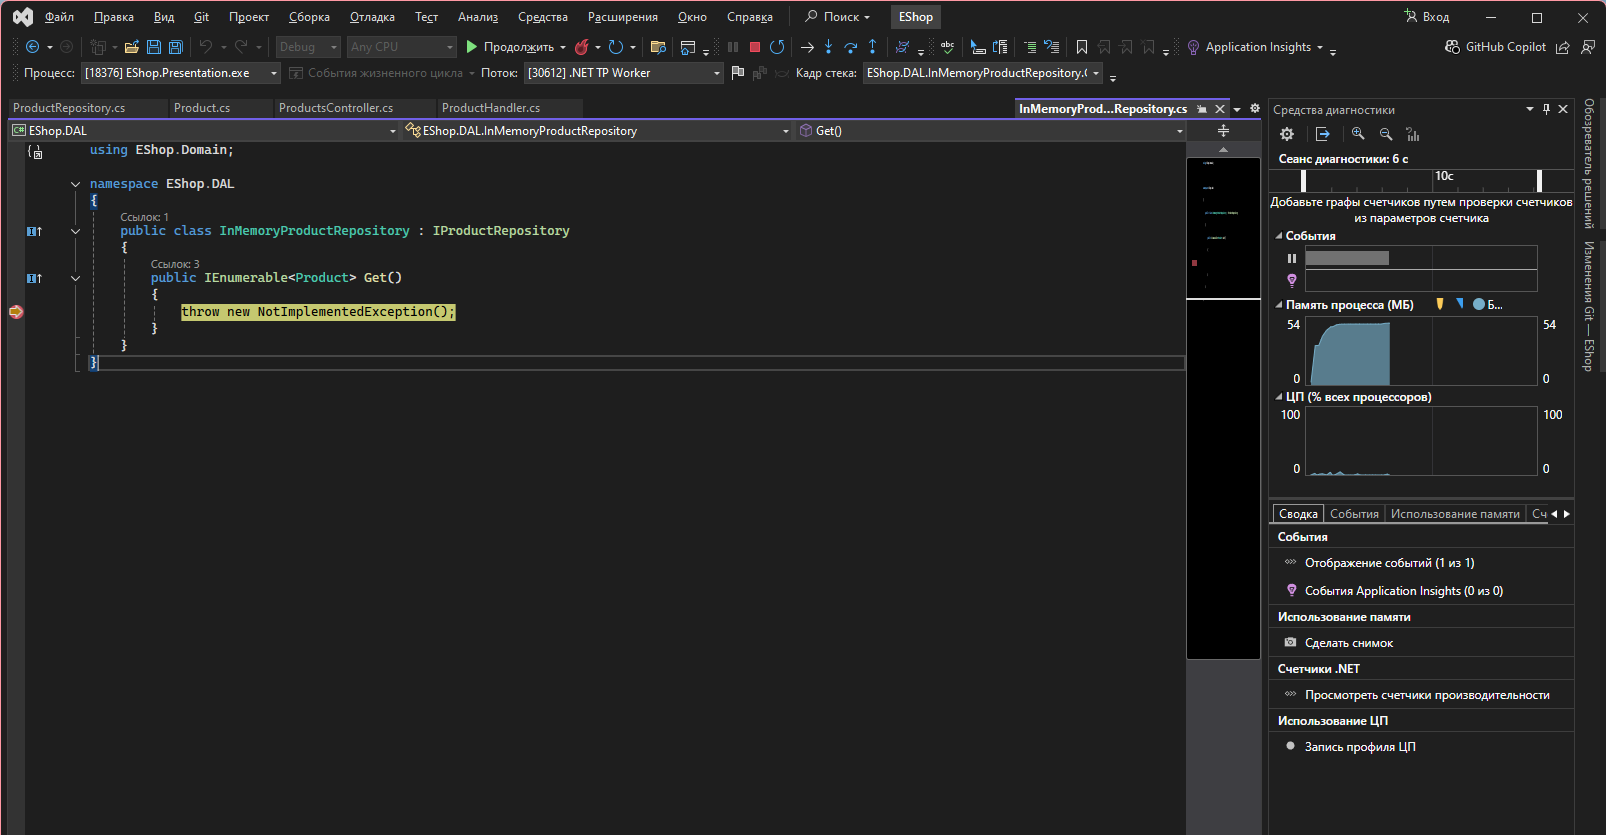 Файл Правка Вид Git Проект Сборка Отладка Тест Анализ Средства Расширения Окно Справка Поиск EShop Вход
Debug Any CPU Продолжить Application Insights GitHub Copilot
Процесс: [18376] EShop.Presentation.exe События жизненного цикла Поток: [30612] .NET TP Worker Кадр стека: EShop.DAL.InMemoryProductRepository.(
ProductRepository.cs Product.cs ProductsController.cs ProductHandler.cs InMemoryProd...Repository.cs
EShop.DAL EShop.DAL.InMemoryProductRepository Get()
using EShop.Domain;
namespace EShop.DAL
{
Ссылок: 1
public class InMemoryProductRepository : IProductRepository
{
Ссылок: 3
public IEnumerable<Product> Get()
{
throw new NotImplementedException();
}
}
}
Средства диагностики
Сеанс диагностики: 6 с
10с
Добавьте графы счетчиков путем проверки счетчиков
из параметров счетчика
События
Память процесса (МБ) Б...
54 54
0 0
ЦП (% всех процессоров)
100 100
0 0
Сводка События Использование памяти Сч
События
Отображение событий (1 из 1)
События Application Insights (0 из 0)
Использование памяти
Сделать снимок
Счетчики .NET
Просмотреть счетчики производительности
Использование ЦП
Запись профиля ЦП
Обозреватель решений
Изменения Git — EShop